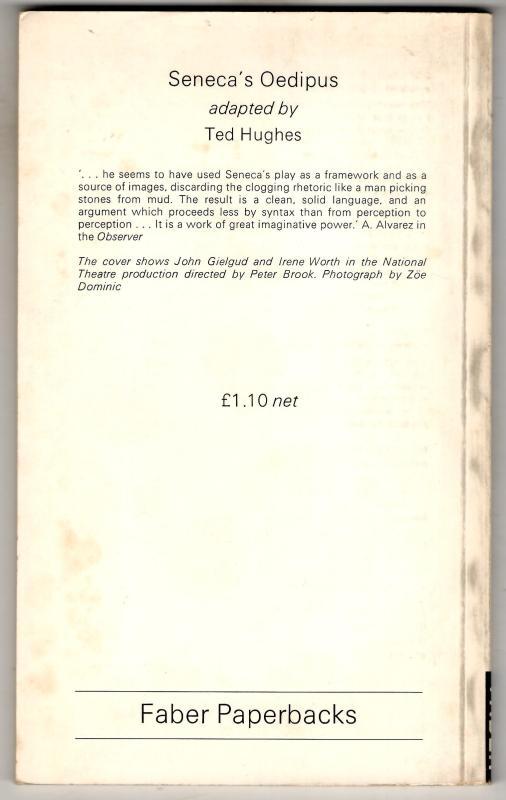 Seneca's Oedipus
adapted by
Ted Hughes
'. . . he seems to have used Seneca's play as a framework and as a
source of images, discarding the clogging rhetoric like a man picking
stones from mud. The result is a clean, solid language, and an
argument which proceeds less by syntax than from perception to
perception . . . It is a work of great imaginative power.' A. Alvarez in
the Observer
The cover shows John Gielgud and Irene Worth in the National
Theatre production directed by Peter Brook. Photograph by Zöe
Dominic
£1.10 net
Faber Paperbacks